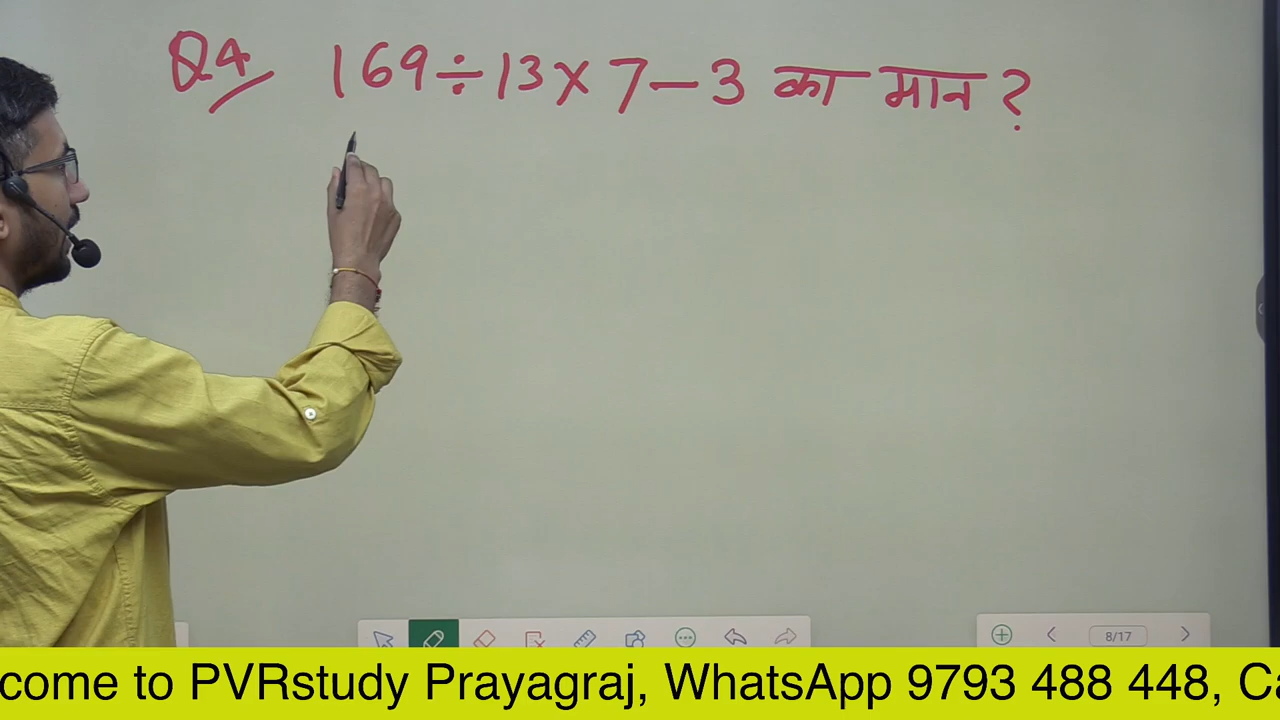 Q4 169÷13×7−3 का मान ?
8/17
come to PVRstudy Prayagraj, WhatsApp 9793 488 448, Ca